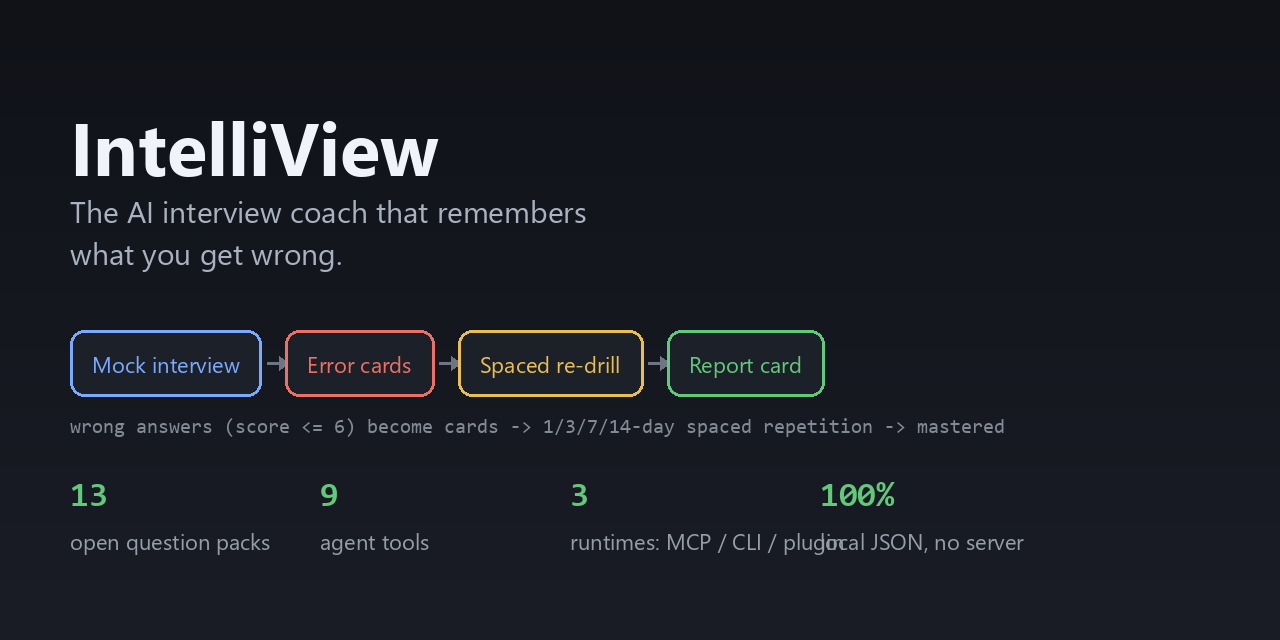 IntelliView
The AI interview coach that remembers
what you get wrong.
Mock interview
Error cards
Spaced re-drill
Report card
wrong answers (score <= 6) become cards -> 1/3/7/14-day spaced repetition -> mastered
13
open question packs
9
agent tools
3
runtimes: MCP / CLI / plugin
100%
local JSON, no server